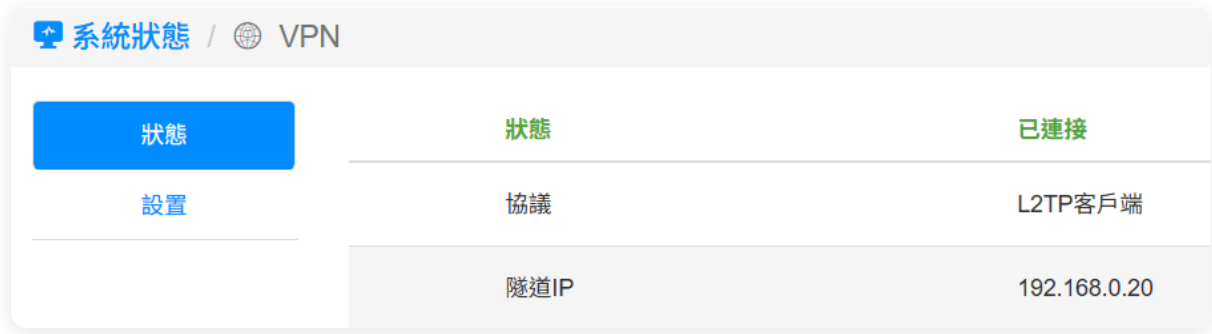 系統狀態 / VPN
狀態 狀態 已連接
設置 協議 L2TP客戶端
隧道IP 192.168.0.20